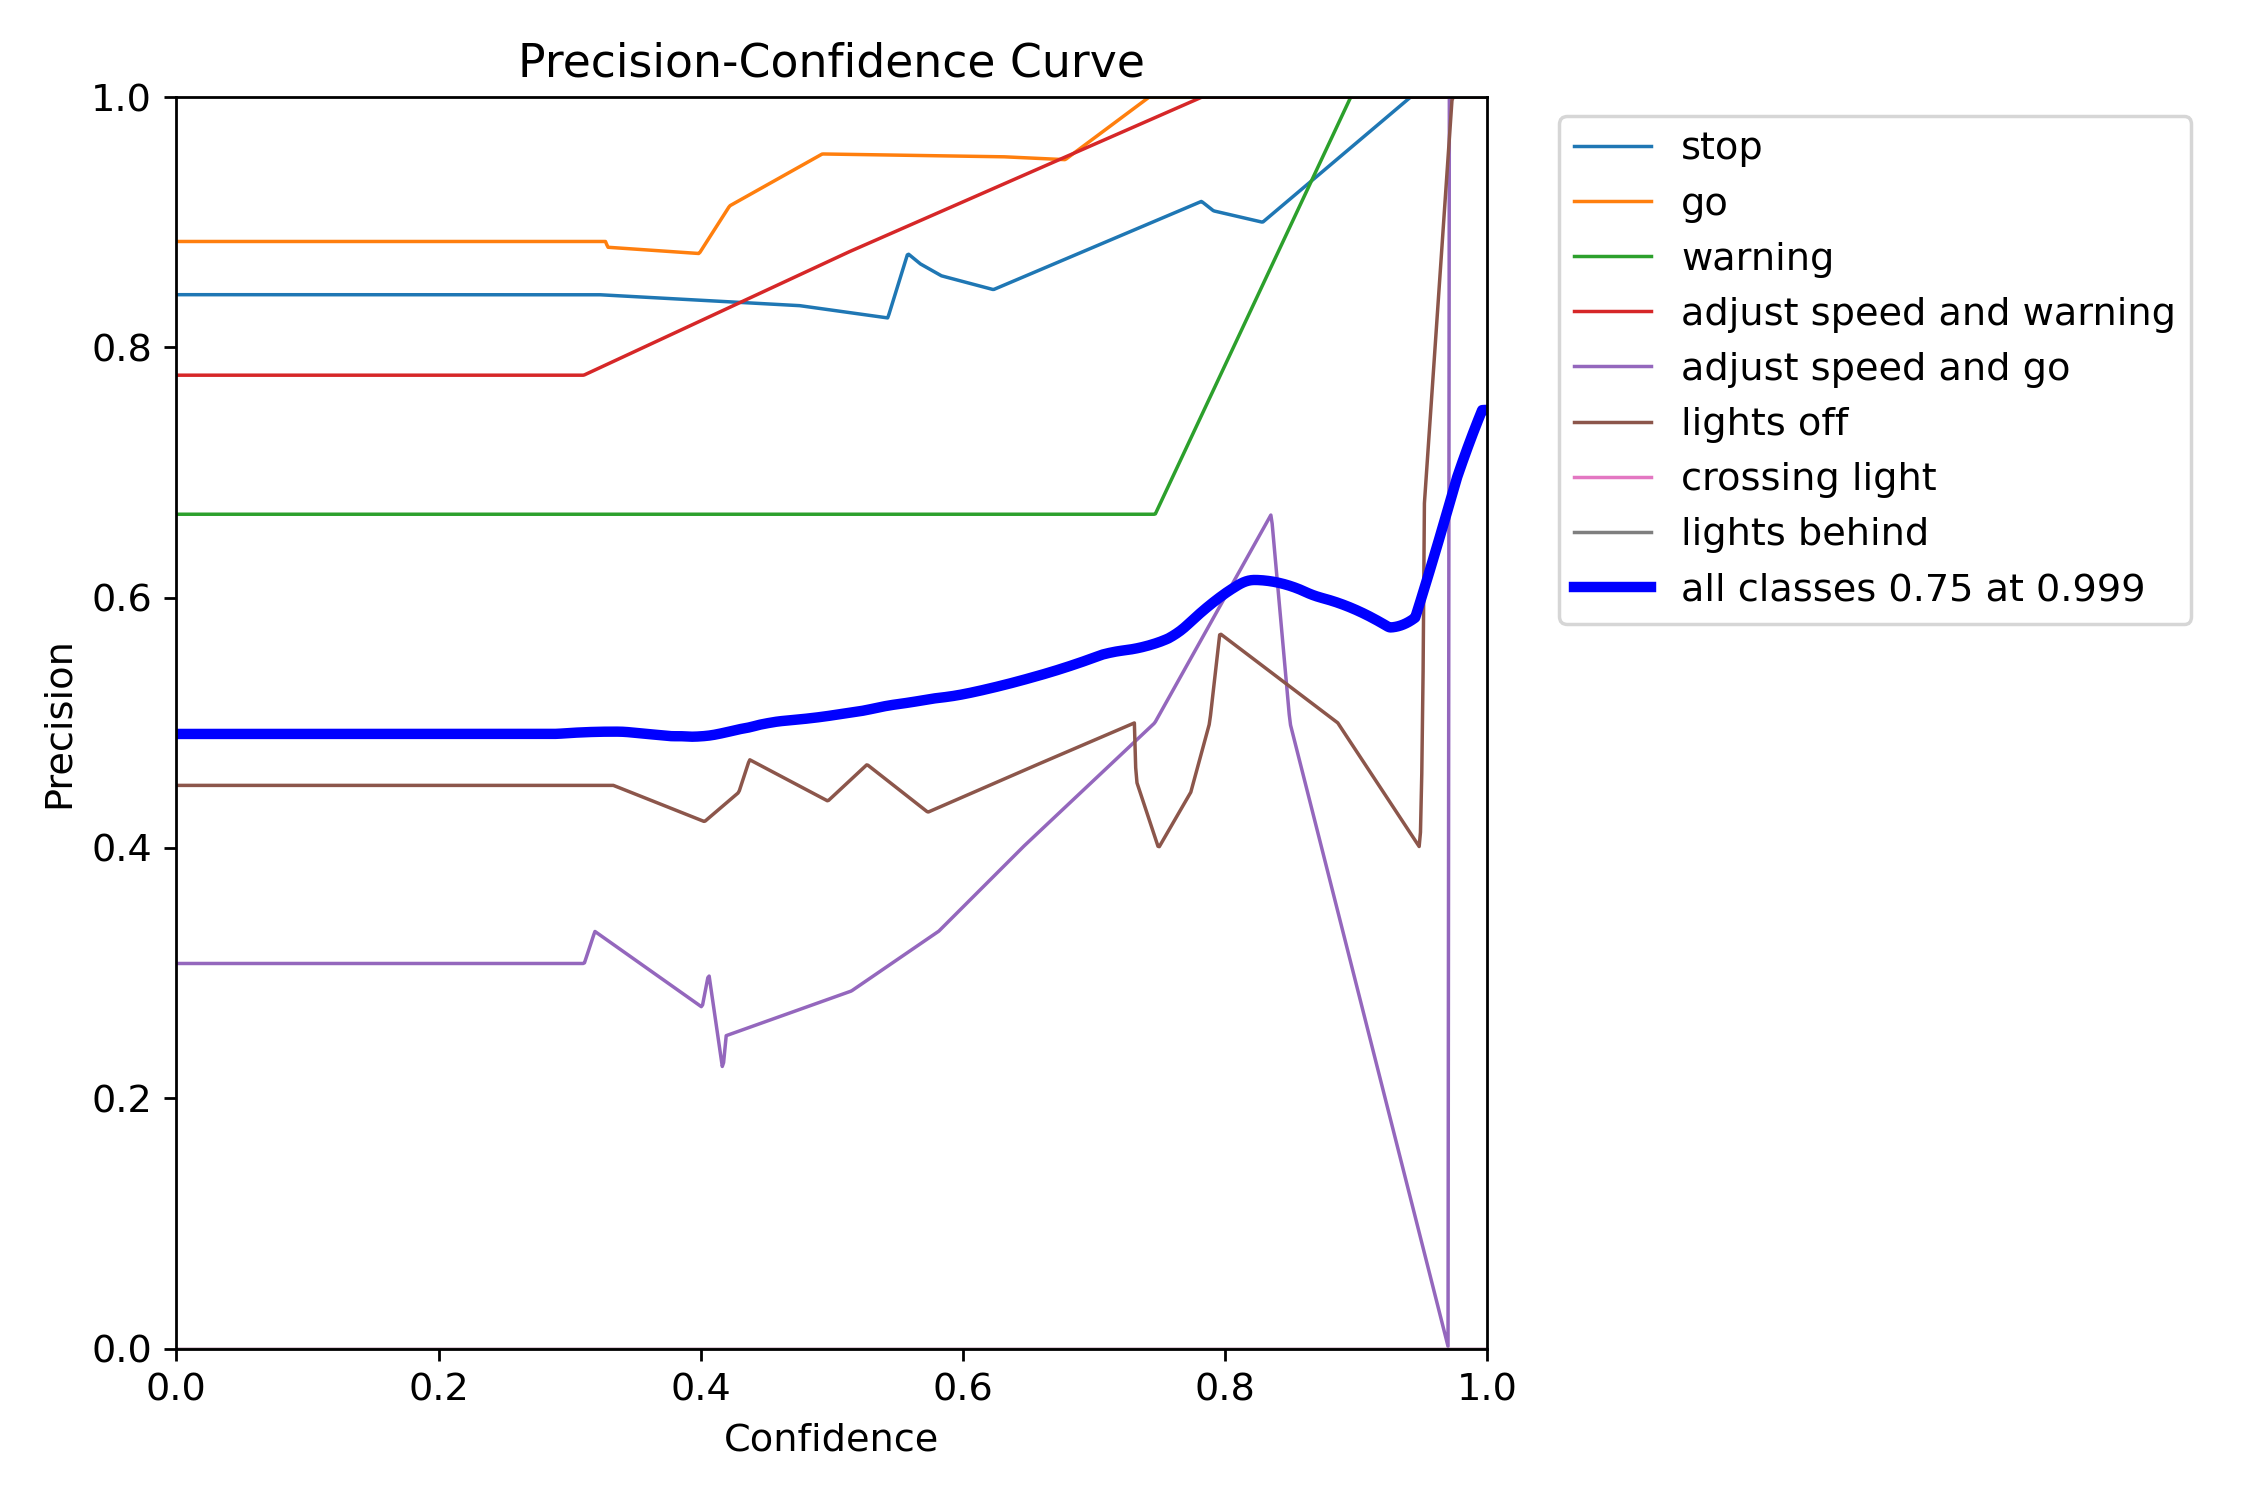 Precision-Confidence Curve
1.0
0.8
0.6
0.4
0.2
0.0
Precision
0.0 0.2 0.4 0.6 0.8 1.0
Confidence
stop
go
warning
adjust speed and warning
adjust speed and go
lights off
crossing light
lights behind
all classes 0.75 at 0.999